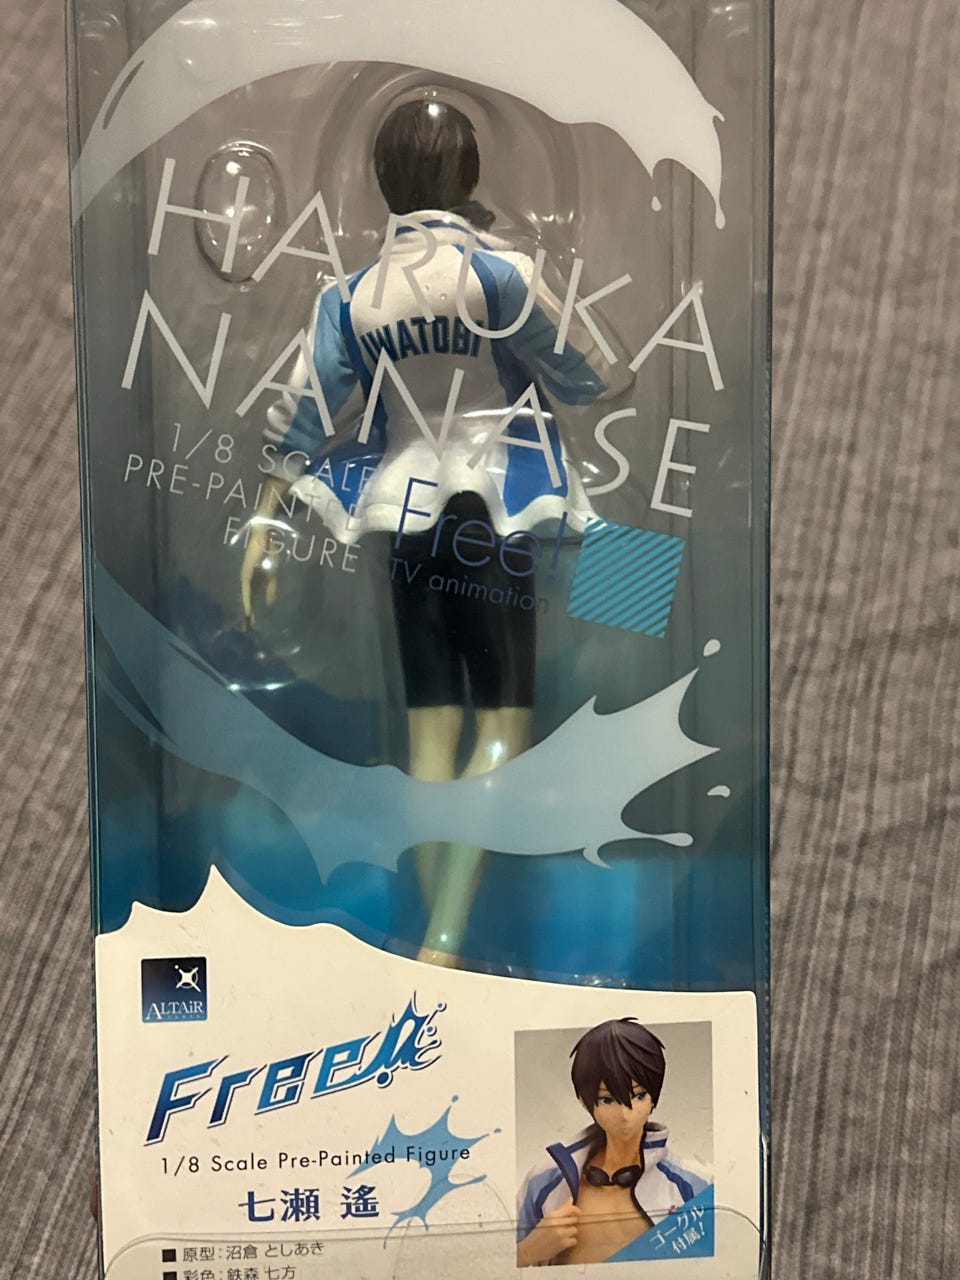 HARUKA
IWATOBI
NANASE
1/8 SCALE
PRE-PAINTED
FIGURE
Free!
TV animation
ALTAiR
Free!
1/8 Scale Pre-Painted Figure
七瀬 遙
ゴーグル
付属!
■ 原型:沼倉 としあき
■ 彩色:鉄森 七方